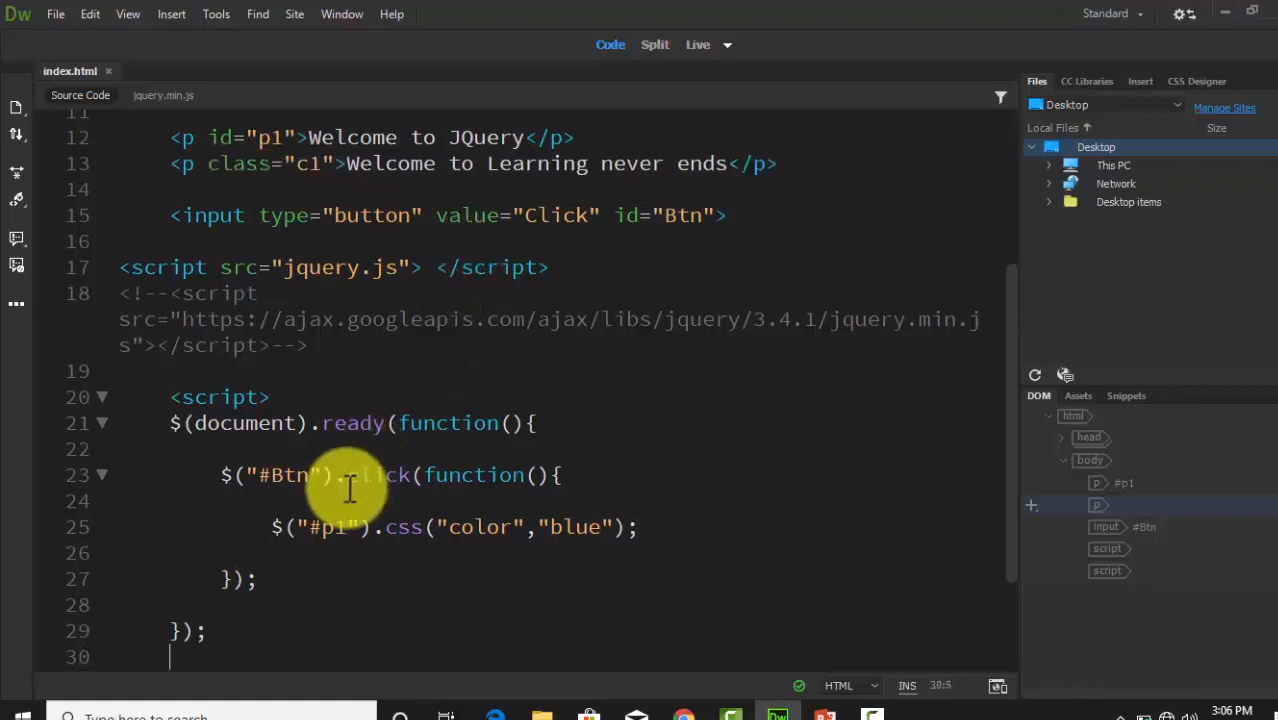 Dw File Edit View Insert Tools Find Site Window Help Standard
Code Split Live
index.html
Source Code jquery.min.js
11
12 <p id="p1">Welcome to JQuery</p>
13 <p class="c1">Welcome to Learning never ends</p>
14
15 <input type="button" value="Click" id="Btn">
16
17 <script src="jquery.js"> </script>
18 <!--<script
src="https://ajax.googleapis.com/ajax/libs/jquery/3.4.1/jquery.min.j
s"></script>-->
19
20 <script>
21 $(document).ready(function(){
22
23 $("#Btn").click(function(){
24
25 $("#p1").css("color","blue");
26
27 });
28
29 });
30
HTML INS 30:5
Files CC Libraries Insert CSS Designer
Desktop Manage Sites
Local Files Size
Desktop
This PC
Network
Desktop items
DOM Assets Snippets
html
head
body
p #p1
p
input #Btn
script
script
Type here to search
Dw
3:06 PM